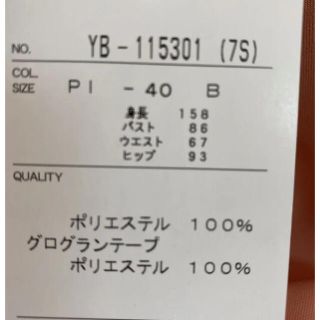 NO. YB-115301 (7S)
COL.
SIZE PI -40 B
身長 158
バスト 86
ウエスト 67
ヒップ 93
QUALITY
ポリエステル 100%
グログランテープ
ポリエステル 100%